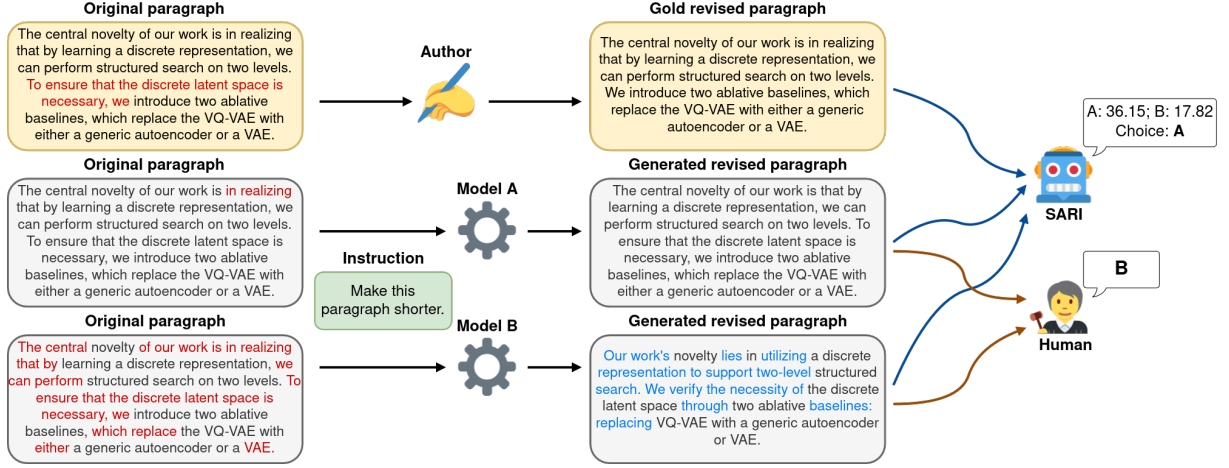 Original paragraph
The central novelty of our work is in realizing
that by learning a discrete representation, we
can perform structured search on two levels.
To ensure that the discrete latent space is
necessary, we introduce two ablative
baselines, which replace the VQ-VAE with
either a generic autoencoder or a VAE.
Author
Gold revised paragraph
The central novelty of our work is in realizing
that by learning a discrete representation, we
can perform structured search on two levels.
We introduce two ablative baselines, which
replace the VQ-VAE with either a generic
autoencoder or a VAE.
A: 36.15; B: 17.82
Choice: A
SARI
Original paragraph
The central novelty of our work is in realizing
that by learning a discrete representation, we
can perform structured search on two levels.
To ensure that the discrete latent space is
necessary, we introduce two ablative
baselines, which replace the VQ-VAE with
either a generic autoencoder or a VAE.
Model A
Generated revised paragraph
The central novelty of our work is that by
learning a discrete representation, we can
perform structured search on two levels. To
ensure that the discrete latent space is
necessary, we introduce two ablative
baselines, which replace the VQ-VAE with
either a generic autoencoder or a VAE.
Instruction
Make this
paragraph shorter.
B
Human
Original paragraph
The central novelty of our work is in realizing
that by learning a discrete representation, we
can perform structured search on two levels. To
ensure that the discrete latent space is
necessary, we introduce two ablative
baselines, which replace the VQ-VAE with
either a generic autoencoder or a VAE.
Model B
Generated revised paragraph
Our work's novelty lies in utilizing a discrete
representation to support two-level structured
search. We verify the necessity of the discrete
latent space through two ablative baselines:
replacing VQ-VAE with a generic autoencoder
or VAE.